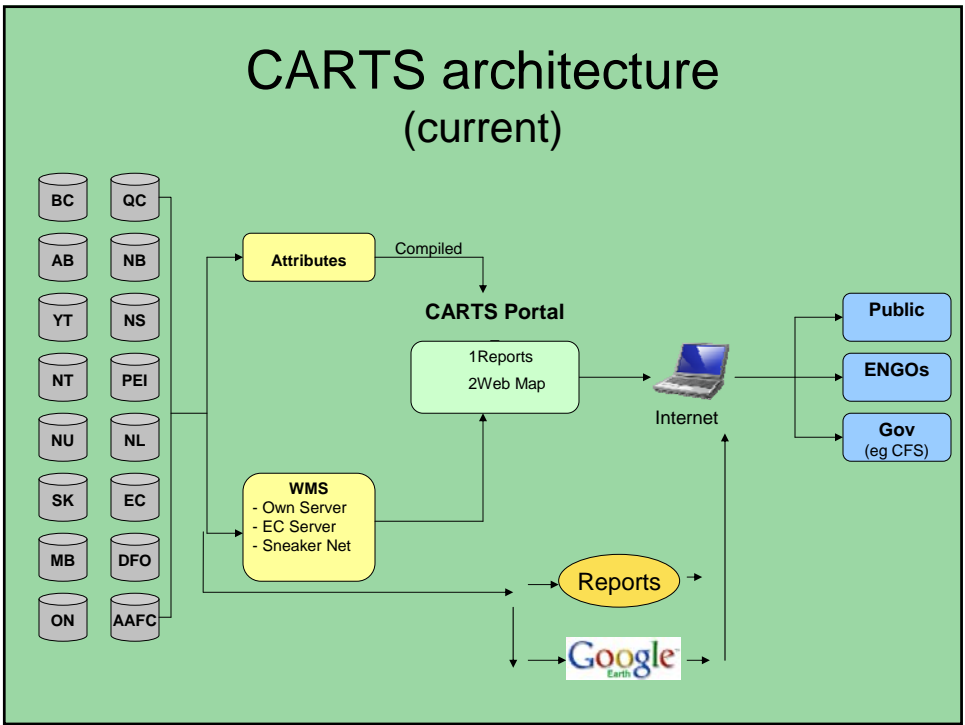 CARTS architecture
(current)
BC
QC
AB
NB
YT
NS
NT
PEI
NU
NL
SK
EC
MB
DFO
ON
AAFC
Attributes
Compiled
CARTS Portal
1Reports
2Web Map
WMS
- Own Server
- EC Server
- Sneaker Net
Internet
Public
ENGOs
Gov
(eg CFS)
Reports
Google™
Earth